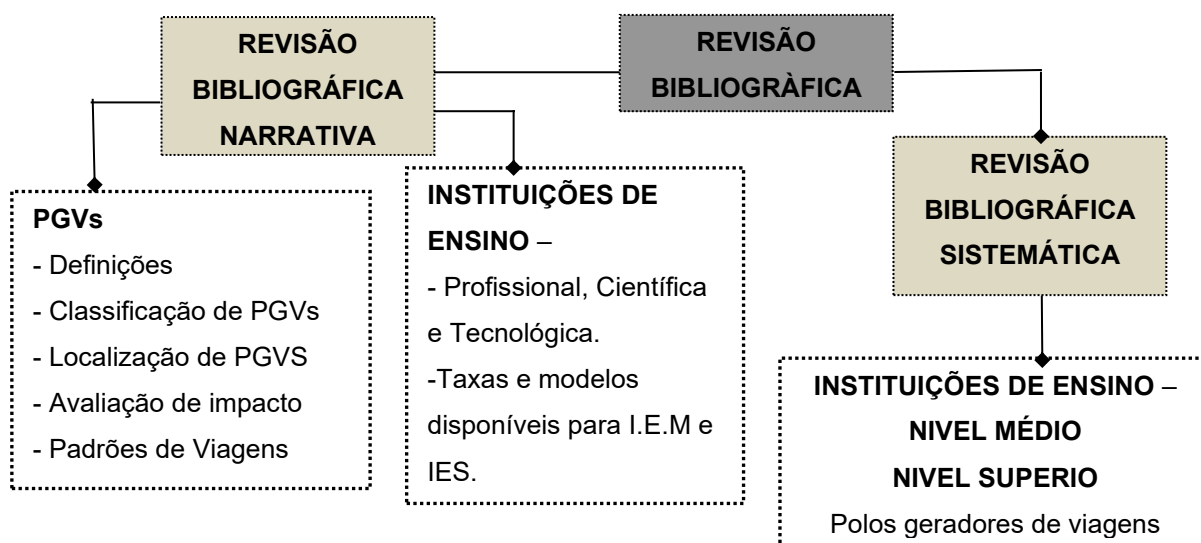 REVISÃO
BIBLIOGRÀFICA
REVISÃO
BIBLIOGRÁFICA
NARRATIVA
PGVs
- Definições
- Classificação de PGVs
- Localização de PGVS
- Avaliação de impacto
- Padrões de Viagens
INSTITUIÇÕES DE
ENSINO –
- Profissional, Científica
e Tecnológica.
-Taxas e modelos
disponíveis para I.E.M e
IES.
REVISÃO
BIBLIOGRÁFICA
SISTEMÁTICA
INSTITUIÇÕES DE ENSINO –
NIVEL MÉDIO
NIVEL SUPERIO
Polos geradores de viagens